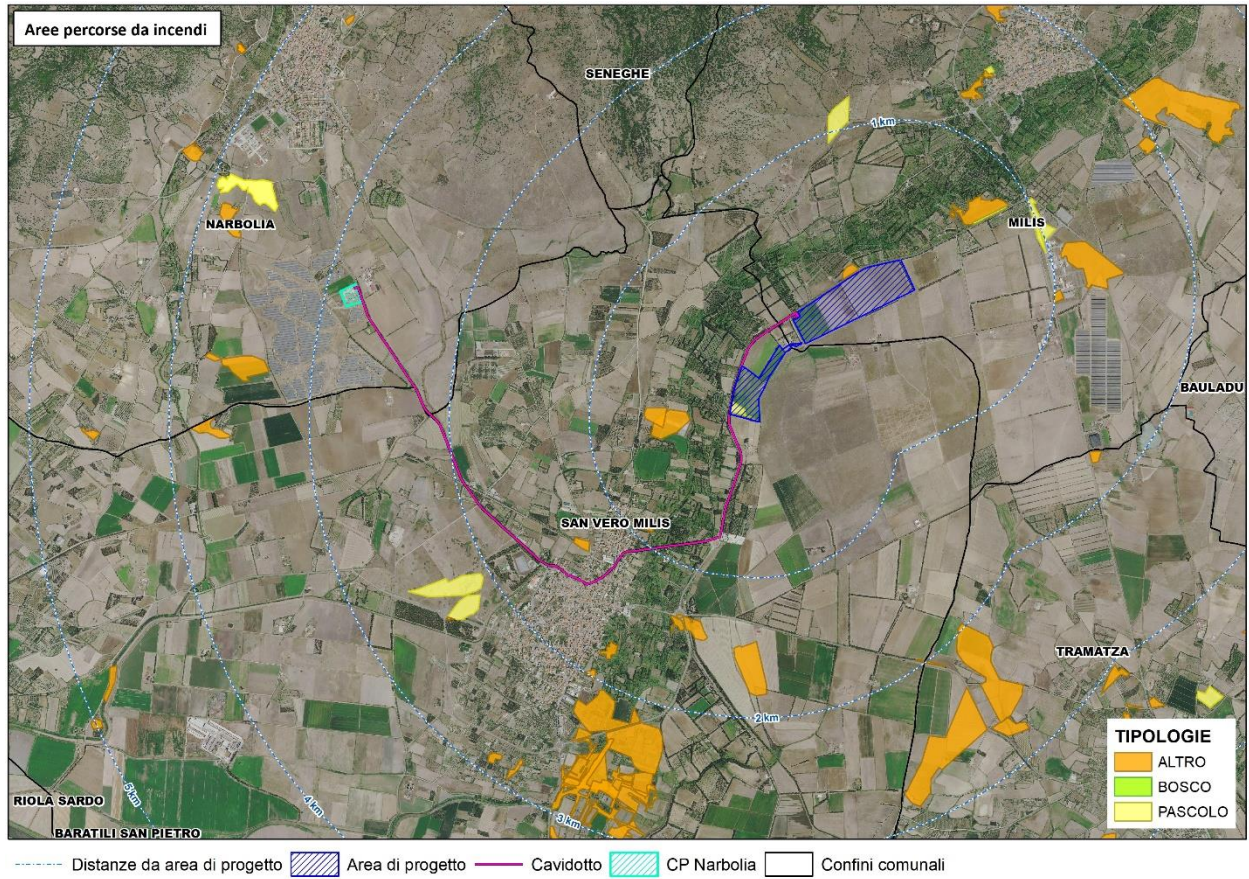 Aree percorse da incendi
SENEGHE
1 km
NARBOLIA
MILIS
BAULADU
SAN VERO MILIS
TRAMATZA
2 km
TIPOLOGIE
ALTRO
BOSCO
PASCOLO
RIOLA SARDO
5 km
4 km
3 km
BARATILI SAN PIETRO
Distanze da area di progetto Area di progetto Cavidotto CP Narbolia Confini comunali